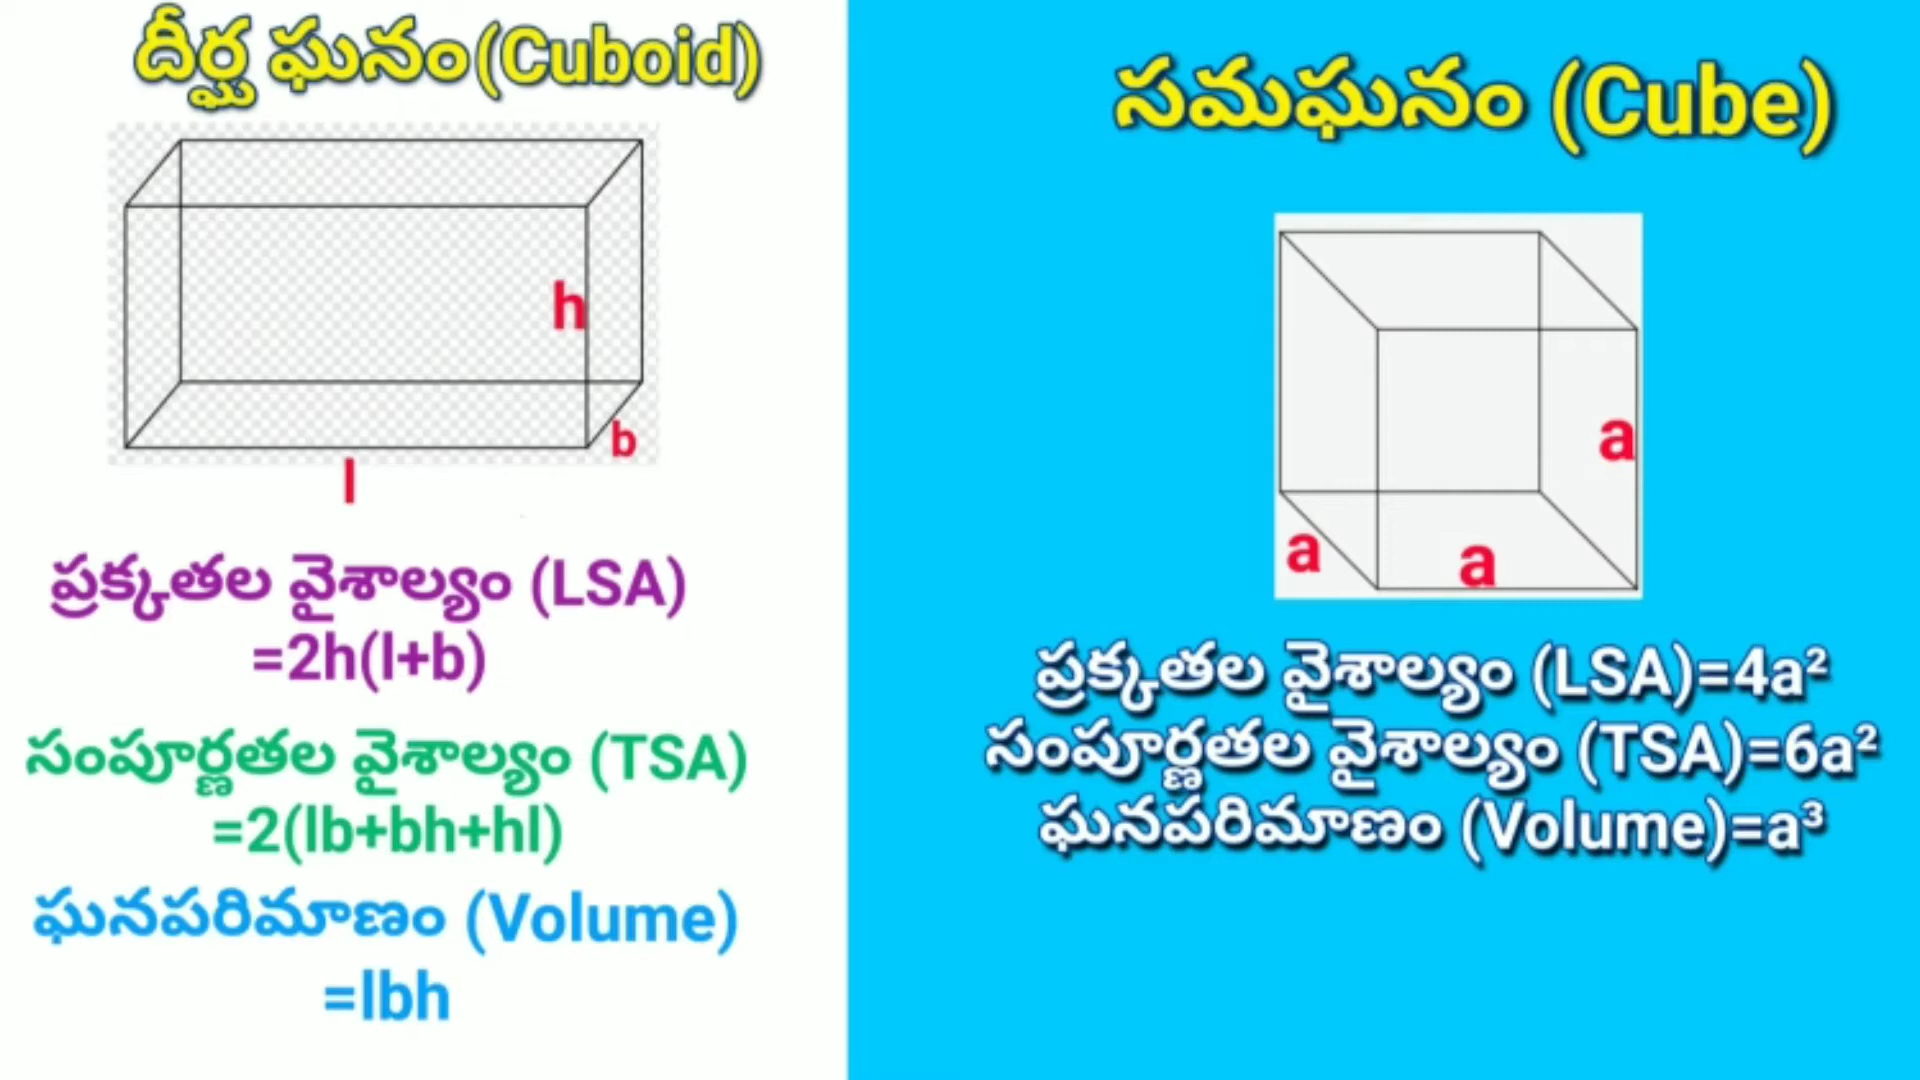 దీర్ఘ ఘనం(Cuboid)
h
b
l
ప్రక్కతల వైశాల్యం (LSA)
=2h(l+b)
సంపూర్ణతల వైశాల్యం (TSA)
=2(lb+bh+hl)
ఘనపరిమాణం (Volume)
=lbh
సమఘనం (Cube)
a
a
a
ప్రక్కతల వైశాల్యం (LSA)=4a²
సంపూర్ణతల వైశాల్యం (TSA)=6a²
ఘనపరిమాణం (Volume)=a³